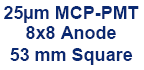 25µm MCP-PMT
8x8 Anode
53 mm Square